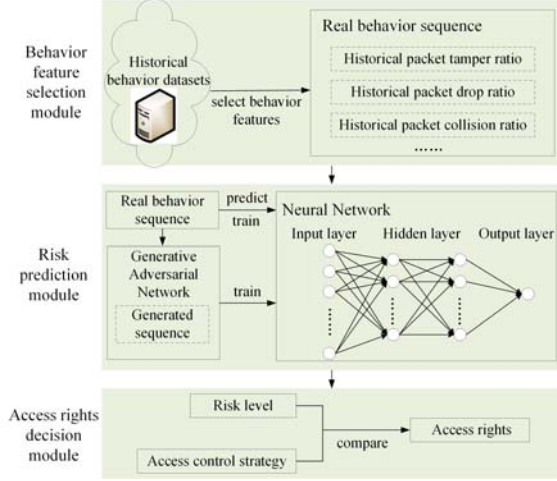 Behavior
feature
selection
module
Historical
behavior datasets
select behavior
features
Real behavior sequence
Historical packet tamper ratio
Historical packet drop ratio
Historical packet collision ratio
……
Risk
prediction
module
Real behavior
sequence
predict
train
Generative
Adversarial
Network
Generated
sequence
train
Neural Network
Input layer
Hidden layer
Output layer
Access rights
decision
module
Risk level
Access control strategy
compare
Access rights